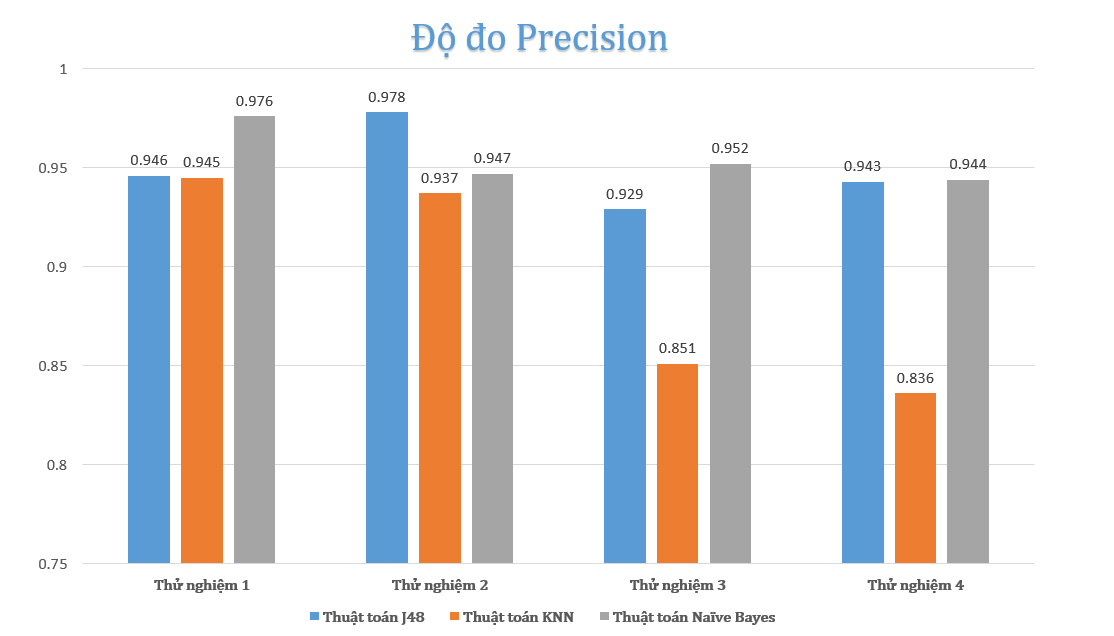 Độ đo Precision
1
0.95
0.9
0.85
0.8
0.75
0.946 0.945 0.976
0.978 0.937 0.947
0.929 0.851 0.952
0.943 0.836 0.944
Thử nghiệm 1 Thử nghiệm 2 Thử nghiệm 3 Thử nghiệm 4
Thuật toán J48 Thuật toán KNN Thuật toán Naïve Bayes